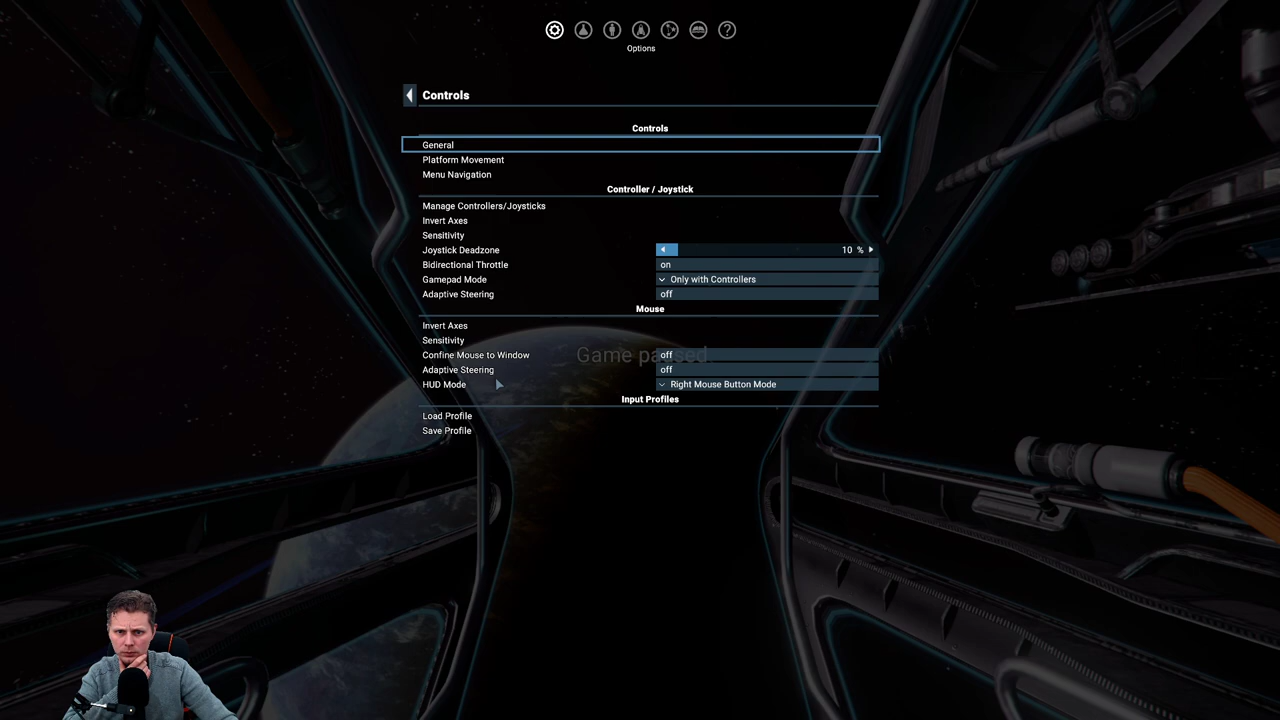 Options
Controls
Controls
General
Platform Movement
Menu Navigation
Controller / Joystick
Manage Controllers/Joysticks
Invert Axes
Sensitivity
Joystick Deadzone 10 %
Bidirectional Throttle on
Gamepad Mode Only with Controllers
Adaptive Steering off
Mouse
Invert Axes
Sensitivity
Game paused
Confine Mouse to Window off
Adaptive Steering off
HUD Mode Right Mouse Button Mode
Input Profiles
Load Profile
Save Profile